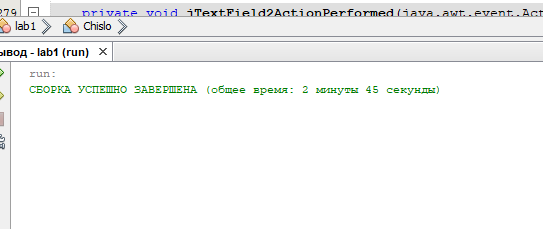 279 private void jTextField2ActionPerformed(java.awt.event.Act
lab1 Chislo
ывод - lab1 (run) ×
run:
СБОРКА УСПЕШНО ЗАВЕРШЕНА (общее время: 2 минуты 45 секунды)